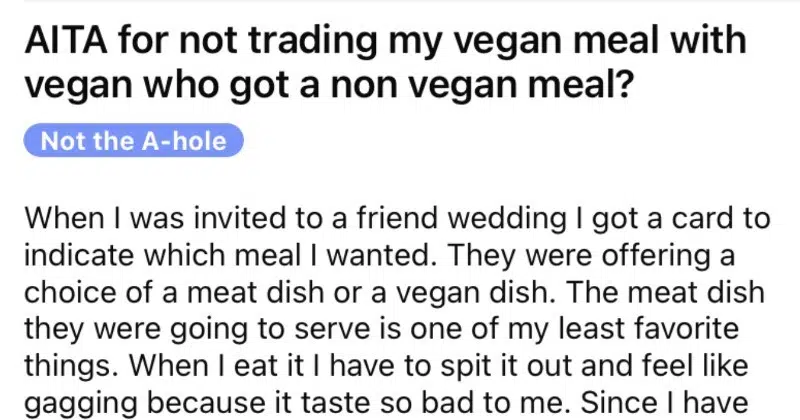 AITA for not trading my vegan meal with
vegan who got a non vegan meal?
Not the A-hole
When I was invited to a friend wedding I got a card to
indicate which meal I wanted. They were offering a
choice of a meat dish or a vegan dish. The meat dish
they were going to serve is one of my least favorite
things. When I eat it I have to spit it out and feel like
gagging because it taste so bad to me. Since I have